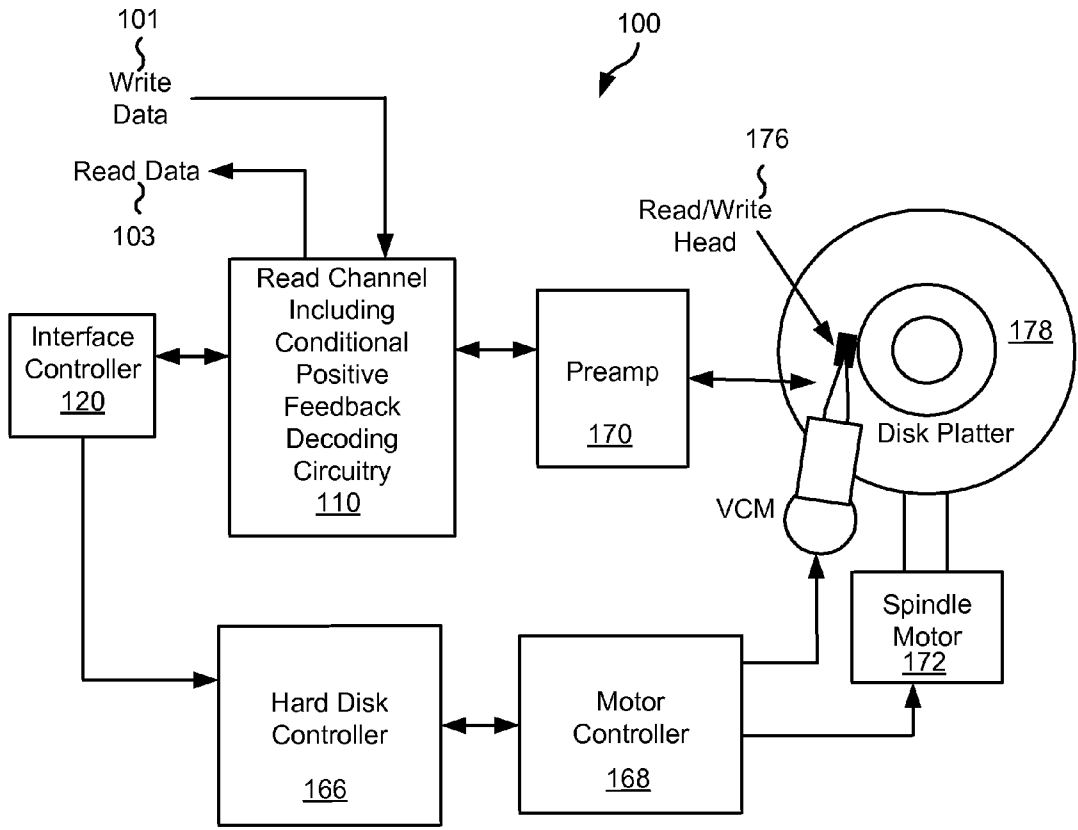 101
Write
Data
Read Data
103
100
176
Read/Write
Head
Interface
Controller
120
Read Channel
Including
Conditional
Positive
Feedback
Decoding
Circuitry
110
Preamp
170
178
Disk Platter
VCM
Spindle
Motor
172
Hard Disk
Controller
166
Motor
Controller
168